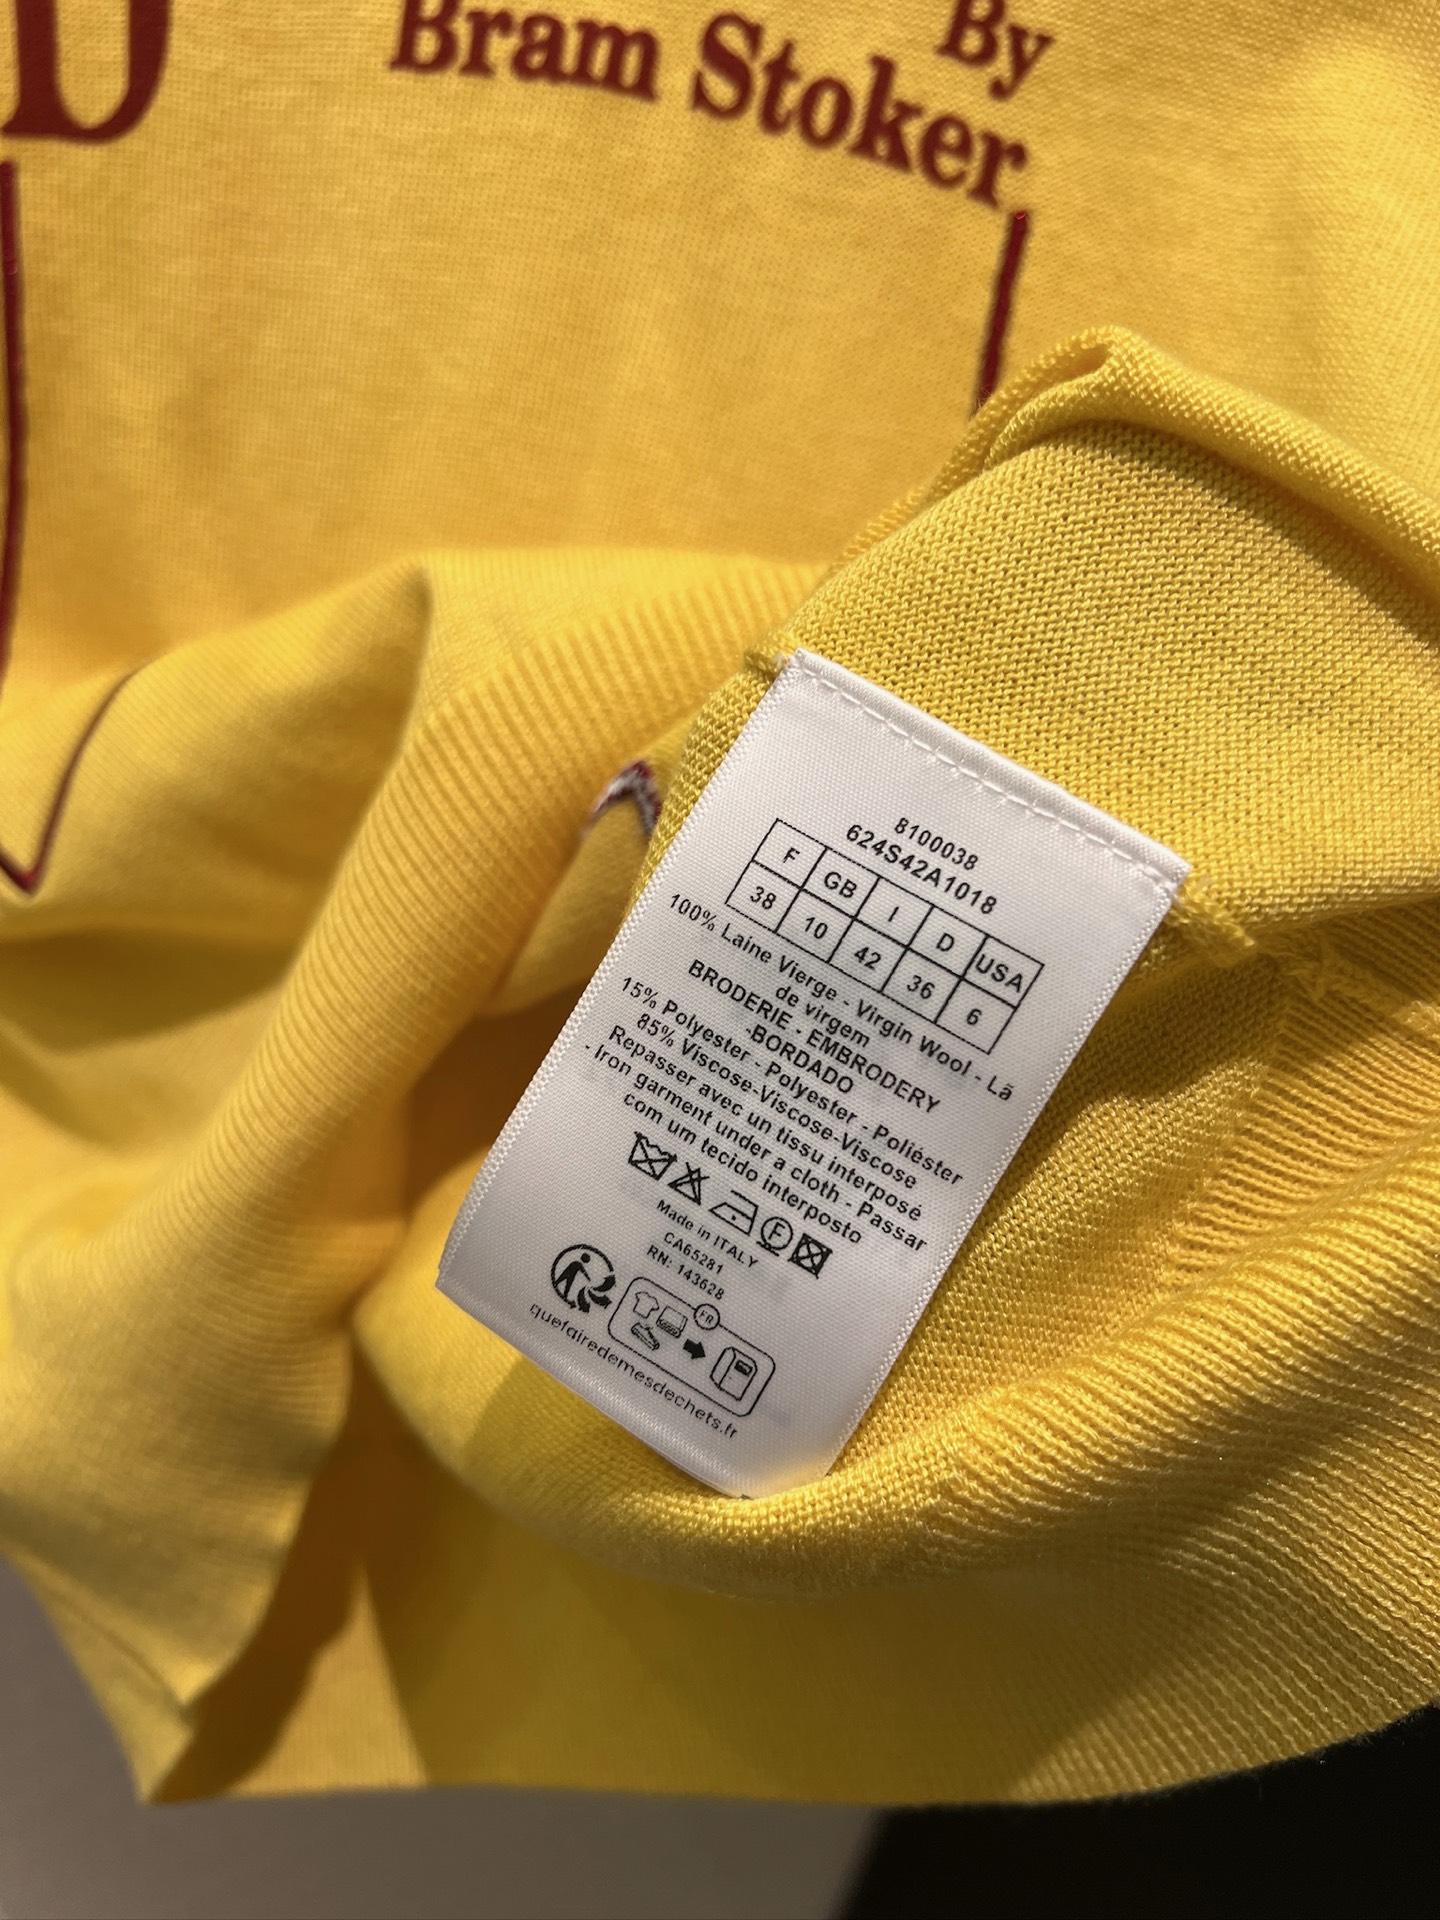 D
By
Bram Stoker
8100038
624S42A1018
F GB I D USA
38 10 42 36 6
100% Laine Vierge - Virgin Wool - Lã
de virgem
BRODERIE - EMBRODERY
-BORDADO
15% Polyester - Polyester - Poliéster
85% Viscose-Viscose-Viscose
Repasser avec un tissu interposé
- Iron garment under a cloth - Passar
com um tecido interposto
F
Made in ITALY
CA65281
RN: 143628
FR
quefairedemesdechets.fr